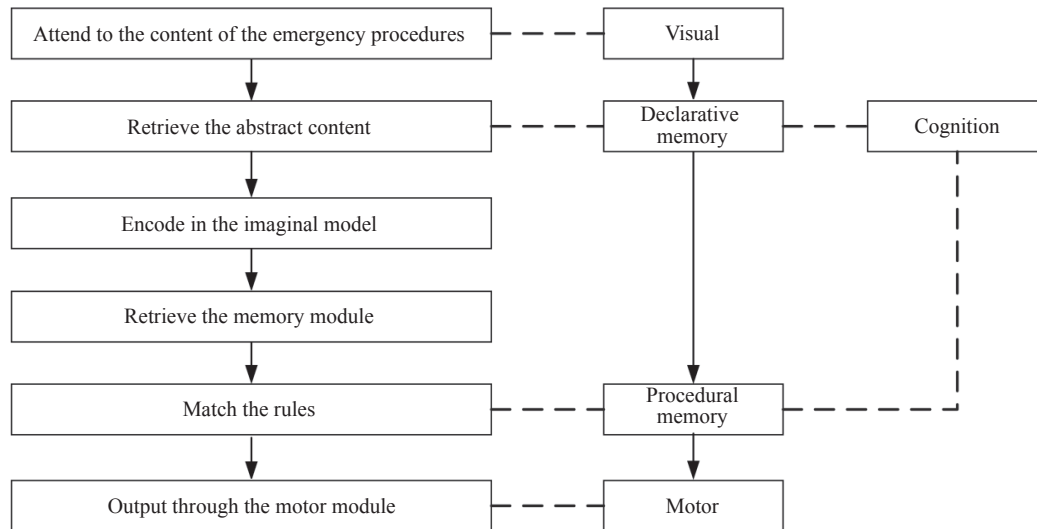 Attend to the content of the emergency procedures
Visual
Retrieve the abstract content
Declarative
memory
Cognition
Encode in the imaginal model
Retrieve the memory module
Match the rules
Procedural
memory
Output through the motor module
Motor